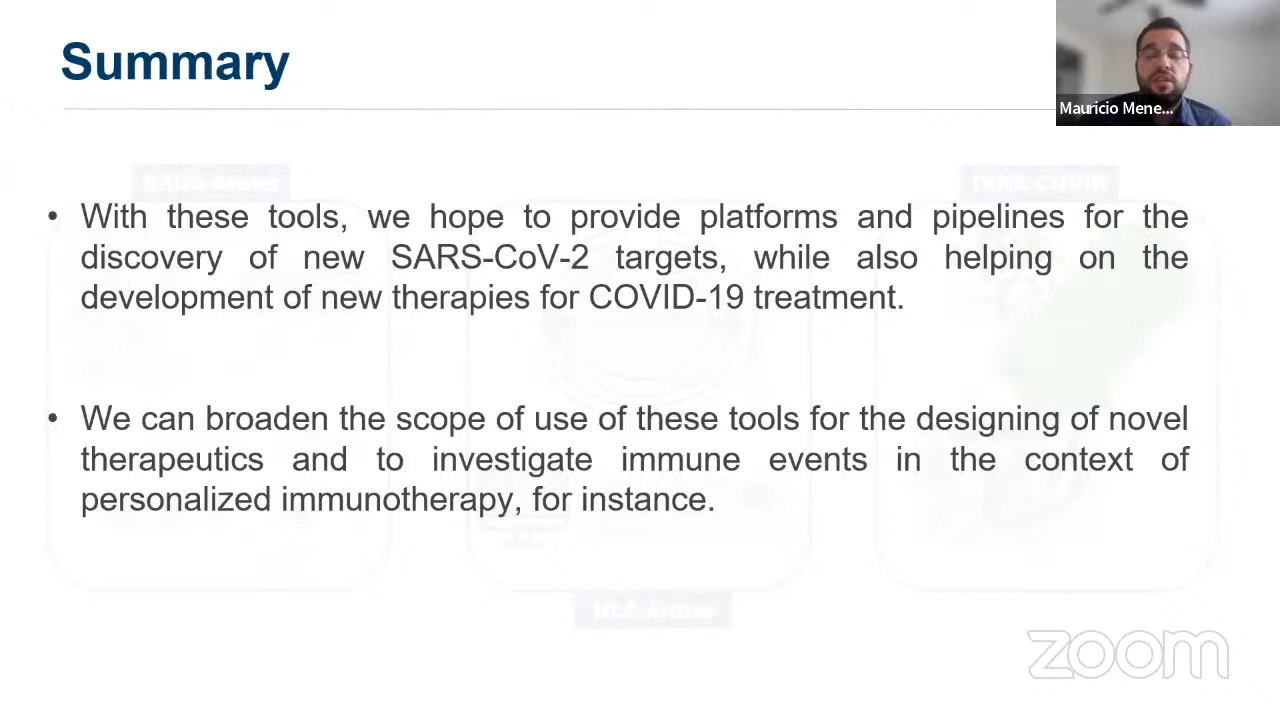 Summary
Mauricio Mene...
• With these tools, we hope to provide platforms and pipelines for the
discovery of new SARS-CoV-2 targets, while also helping on the
development of new therapies for COVID-19 treatment.
• We can broaden the scope of use of these tools for the designing of novel
therapeutics and to investigate immune events in the context of
personalized immunotherapy, for instance.
zoom